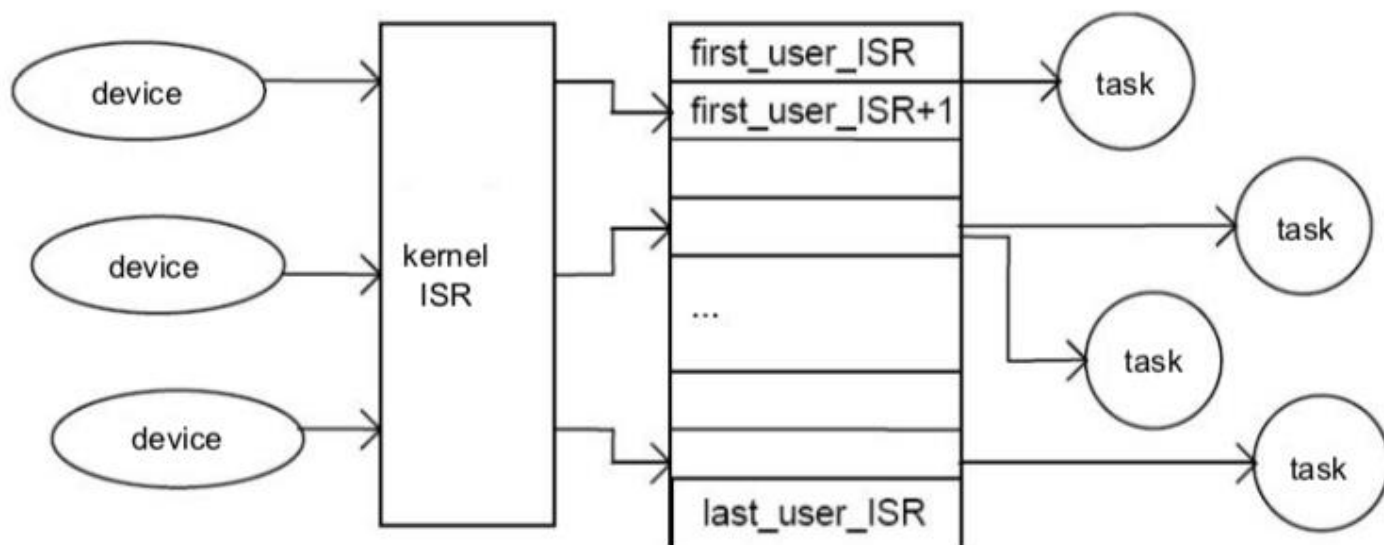 first_user_ISR
task
device
first_user_ISR+1
task
device
kernel
ISR
...
task
device
task
last_user_ISR